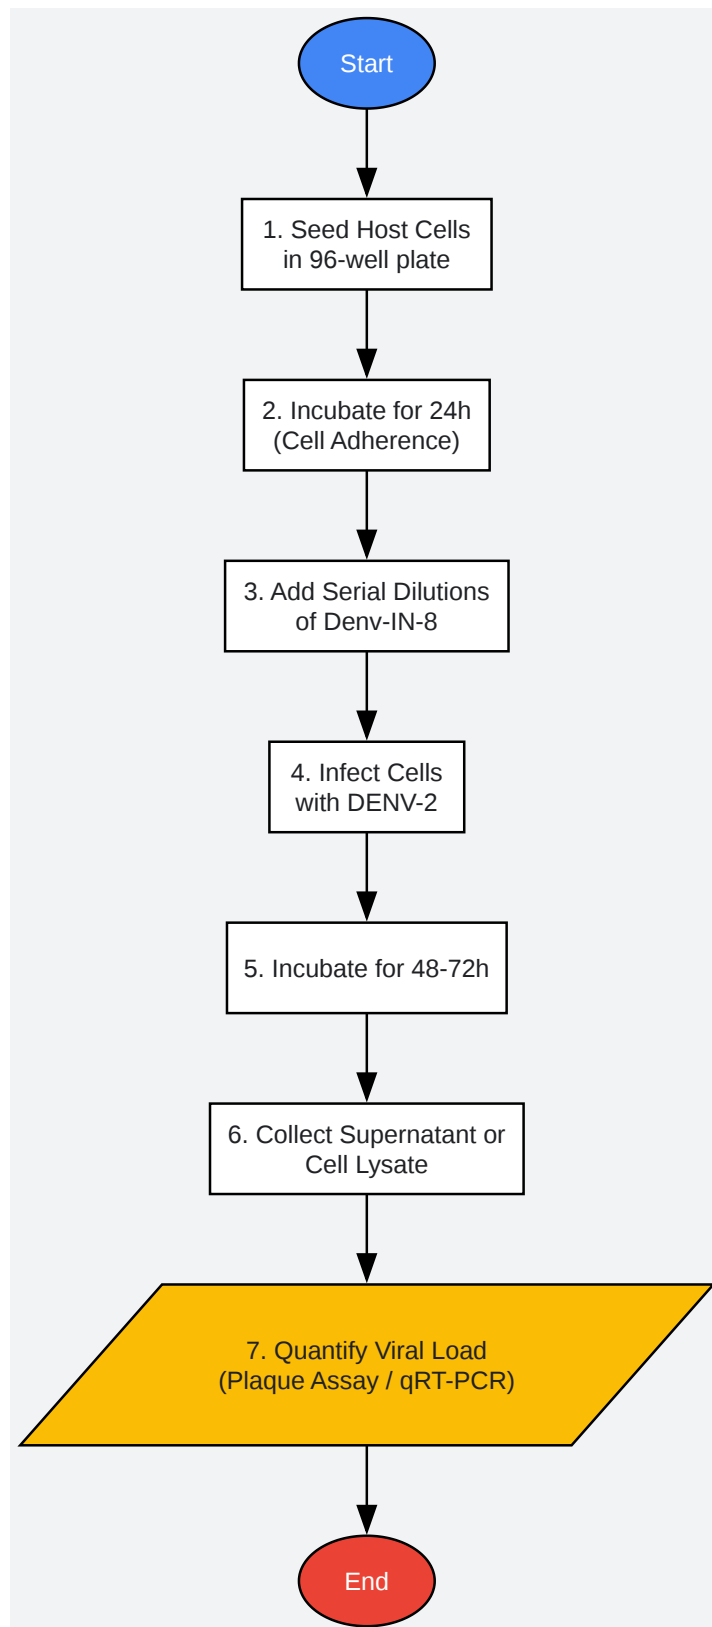 Start
1. Seed Host Cells
in 96-well plate
2. Incubate for 24h
(Cell Adherence)
3. Add Serial Dilutions
of Denv-IN-8
4. Infect Cells
with DENV-2
5. Incubate for 48-72h
6. Collect Supernatant or
Cell Lysate
7. Quantify Viral Load
(Plaque Assay / qRT-PCR)
End